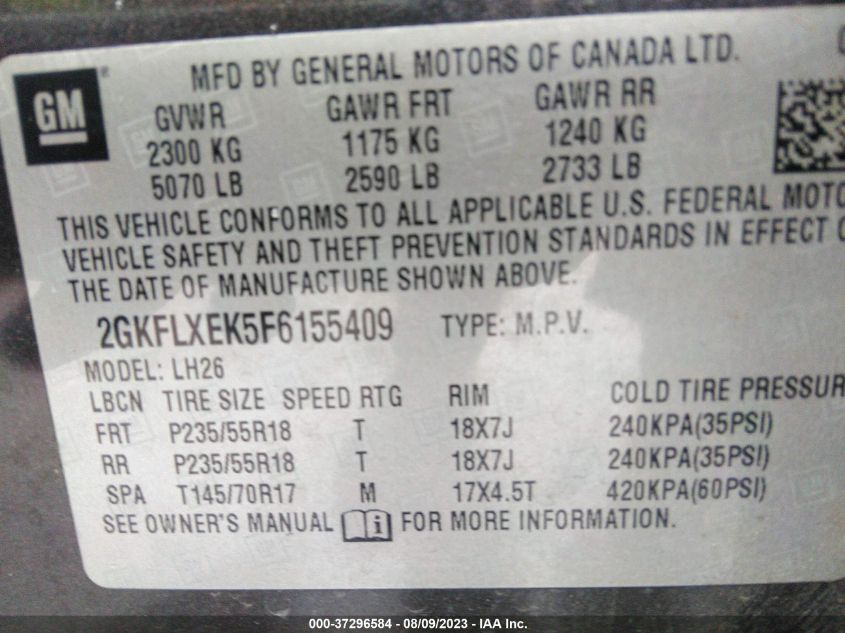 MFD BY GENERAL MOTORS OF CANADA LTD.
GM
GVWR GAWR FRT GAWR RR
2300 KG 1175 KG 1240 KG
5070 LB 2590 LB 2733 LB
THIS VEHICLE CONFORMS TO ALL APPLICABLE U.S. FEDERAL MOTO
VEHICLE SAFETY AND THEFT PREVENTION STANDARDS IN EFFECT O
THE DATE OF MANUFACTURE SHOWN ABOVE.
2GKFLXEK5F6155409 TYPE: M.P.V.
MODEL: LH26
LBCN TIRE SIZE SPEED RTG RIM COLD TIRE PRESSUR
FRT P235/55R18 T 18X7J 240KPA(35PSI)
RR P235/55R18 T 18X7J 240KPA(35PSI)
SPA T145/70R17 M 17X4.5T 420KPA(60PSI)
SEE OWNER'S MANUAL i FOR MORE INFORMATION.
000-37296584 - 08/09/2023 - IAA Inc.